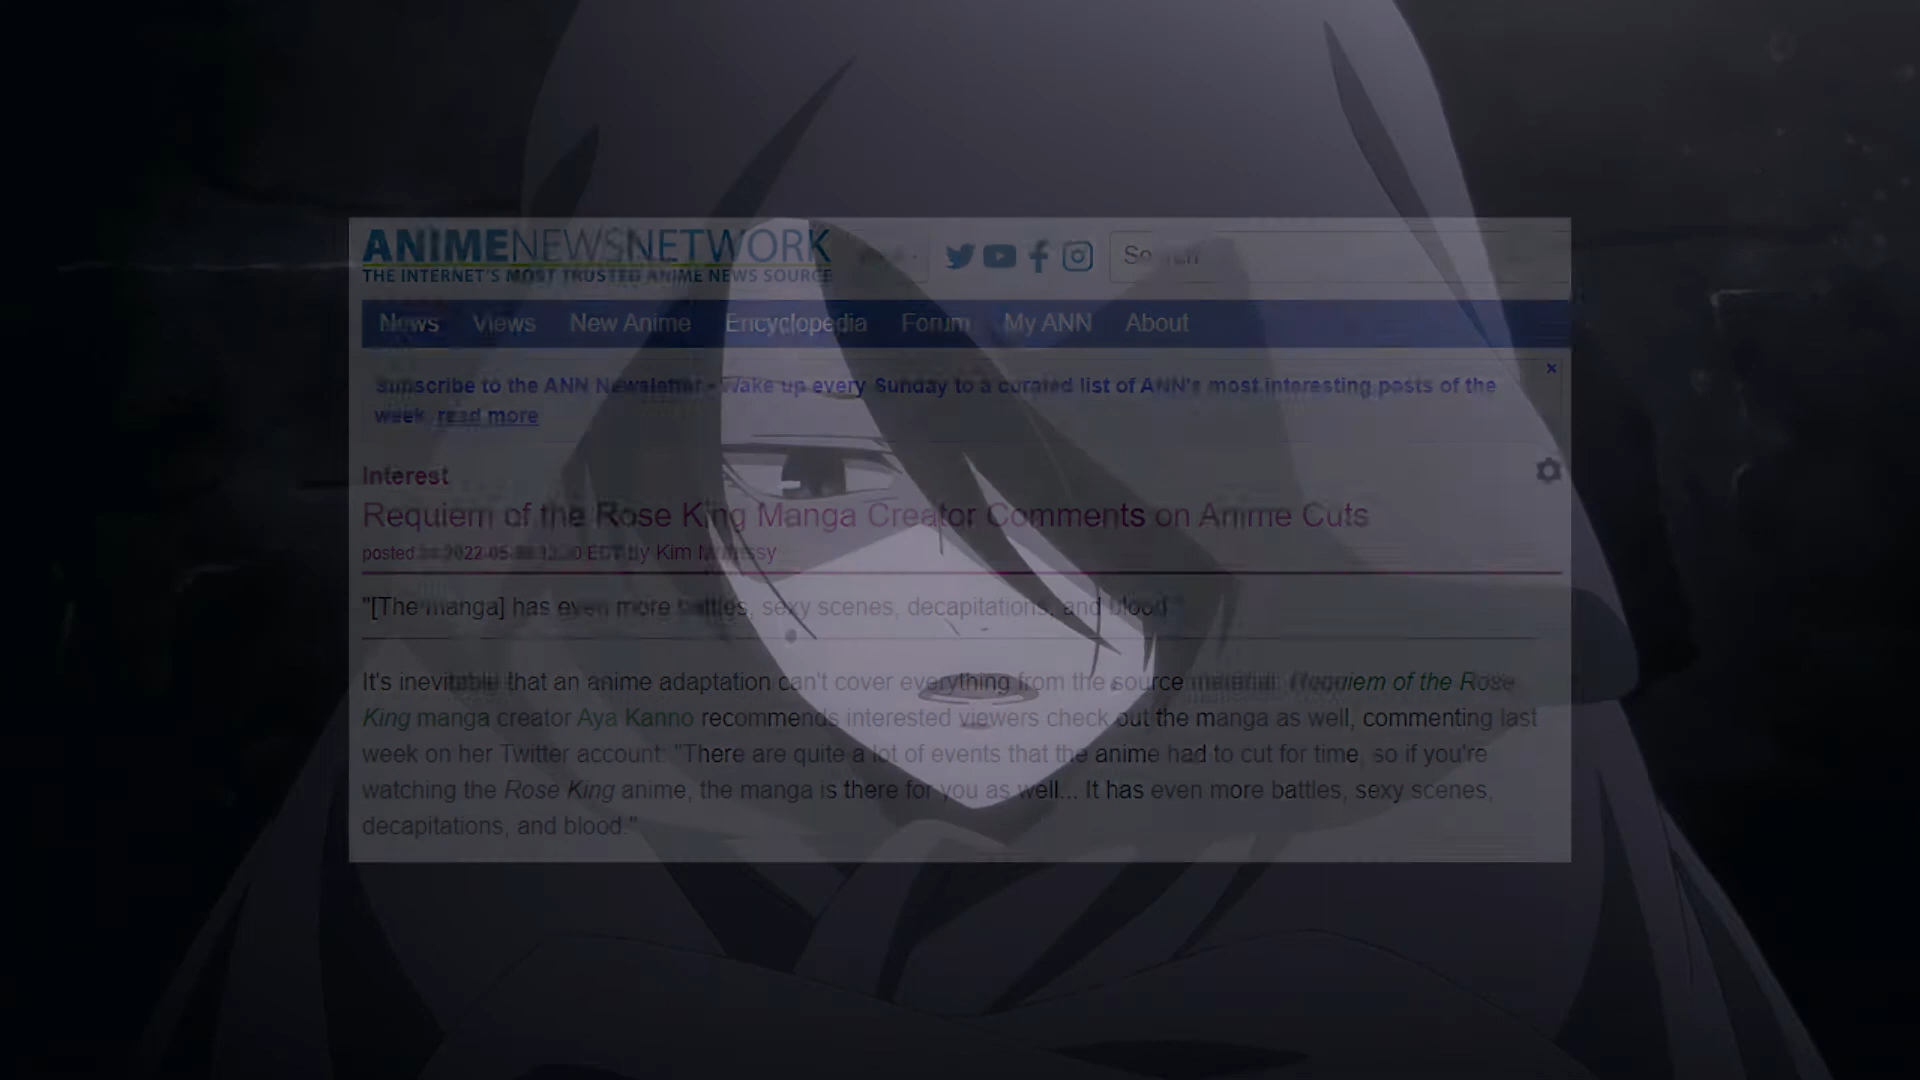 ANIMENEWSNETWORK
THE INTERNET'S MOST TRUSTED ANIME NEWS SOURCE
Search
News Views New Anime Encyclopedia Forum My ANN About
Subscribe to the ANN Newsletter • Wake up every Sunday to a curated list of ANN's most interesting posts of the
week. read more
Interest
Requiem of the Rose King Manga Creator Comments on Anime Cuts
posted EDT by Kim Morrissy
"[The manga] has even more battles, sexy scenes, decapitations, and blood"
It's inevitable that an anime adaptation can't cover everything from the source material. Requiem of the Rose
King manga creator Aya Kanno recommends interested viewers check out the manga as well, commenting last
week on her Twitter account: "There are quite a lot of events that the anime had to cut for time, so if you're
watching the Rose King anime, the manga is there for you as well... It has even more battles, sexy scenes,
decapitations, and blood."